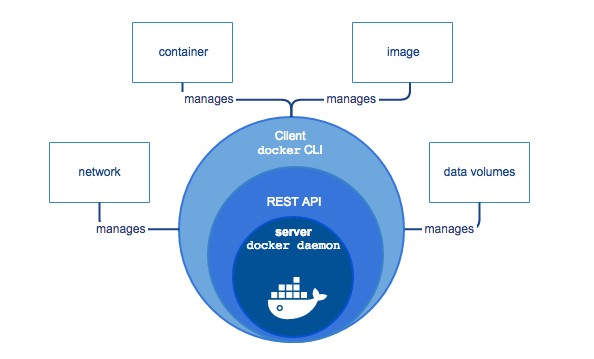 container
image
manages
manages
Client
docker CLI
network
data volumes
REST API
manages
server
manages
docker daemon